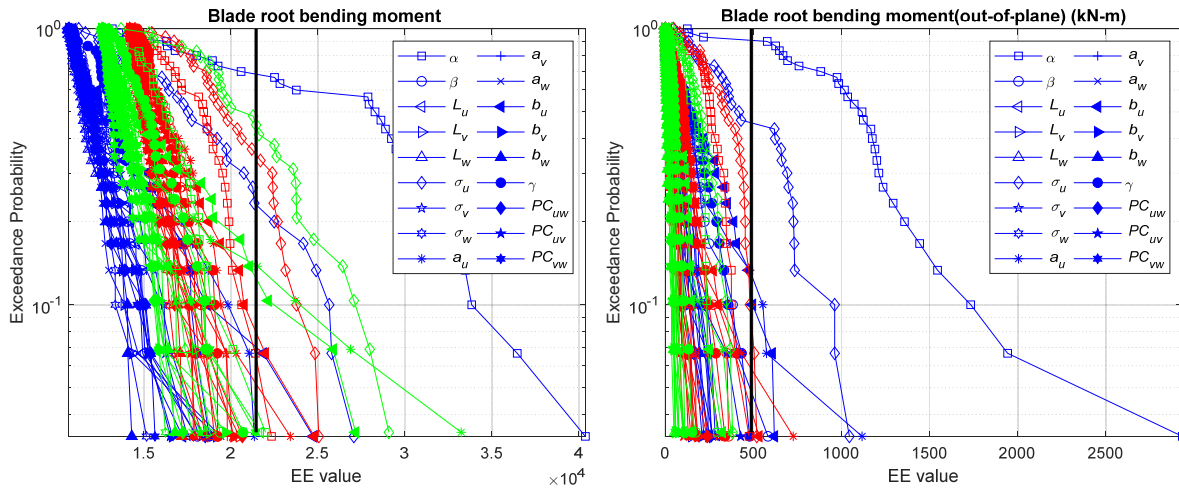 Blade root bending moment
10^0
10^-1
Exceedance Probability
α a_v
β a_w
L_u b_u
L_v b_v
L_w b_w
σ_u γ
σ_v PC_uw
σ_w PC_uv
a_u PC_vw
1.5 2 2.5 3 3.5 4
×10^4
EE value
Blade root bending moment(out-of-plane) (kN-m)
10^0
10^-1
Exceedance Probability
α a_v
β a_w
L_u b_u
L_v b_v
L_w b_w
σ_u γ
σ_v PC_uw
σ_w PC_uv
a_u PC_vw
0 500 1000 1500 2000 2500
EE value